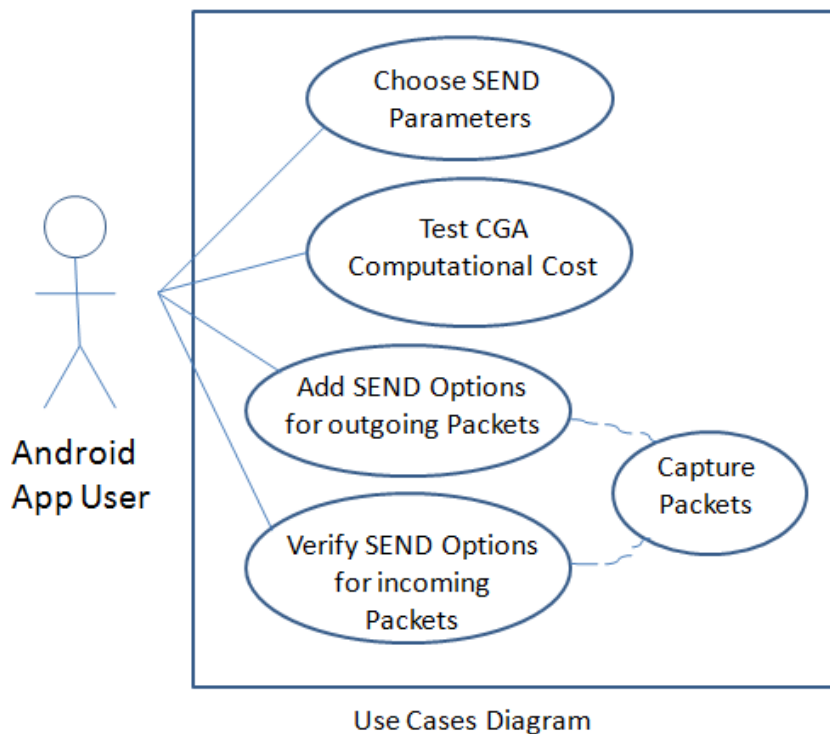 Choose SEND
Parameters
Test CGA
Computational Cost
Add SEND Options
for outgoing Packets
Capture
Packets
Android
App User
Verify SEND Options
for incoming
Packets
Use Cases Diagram